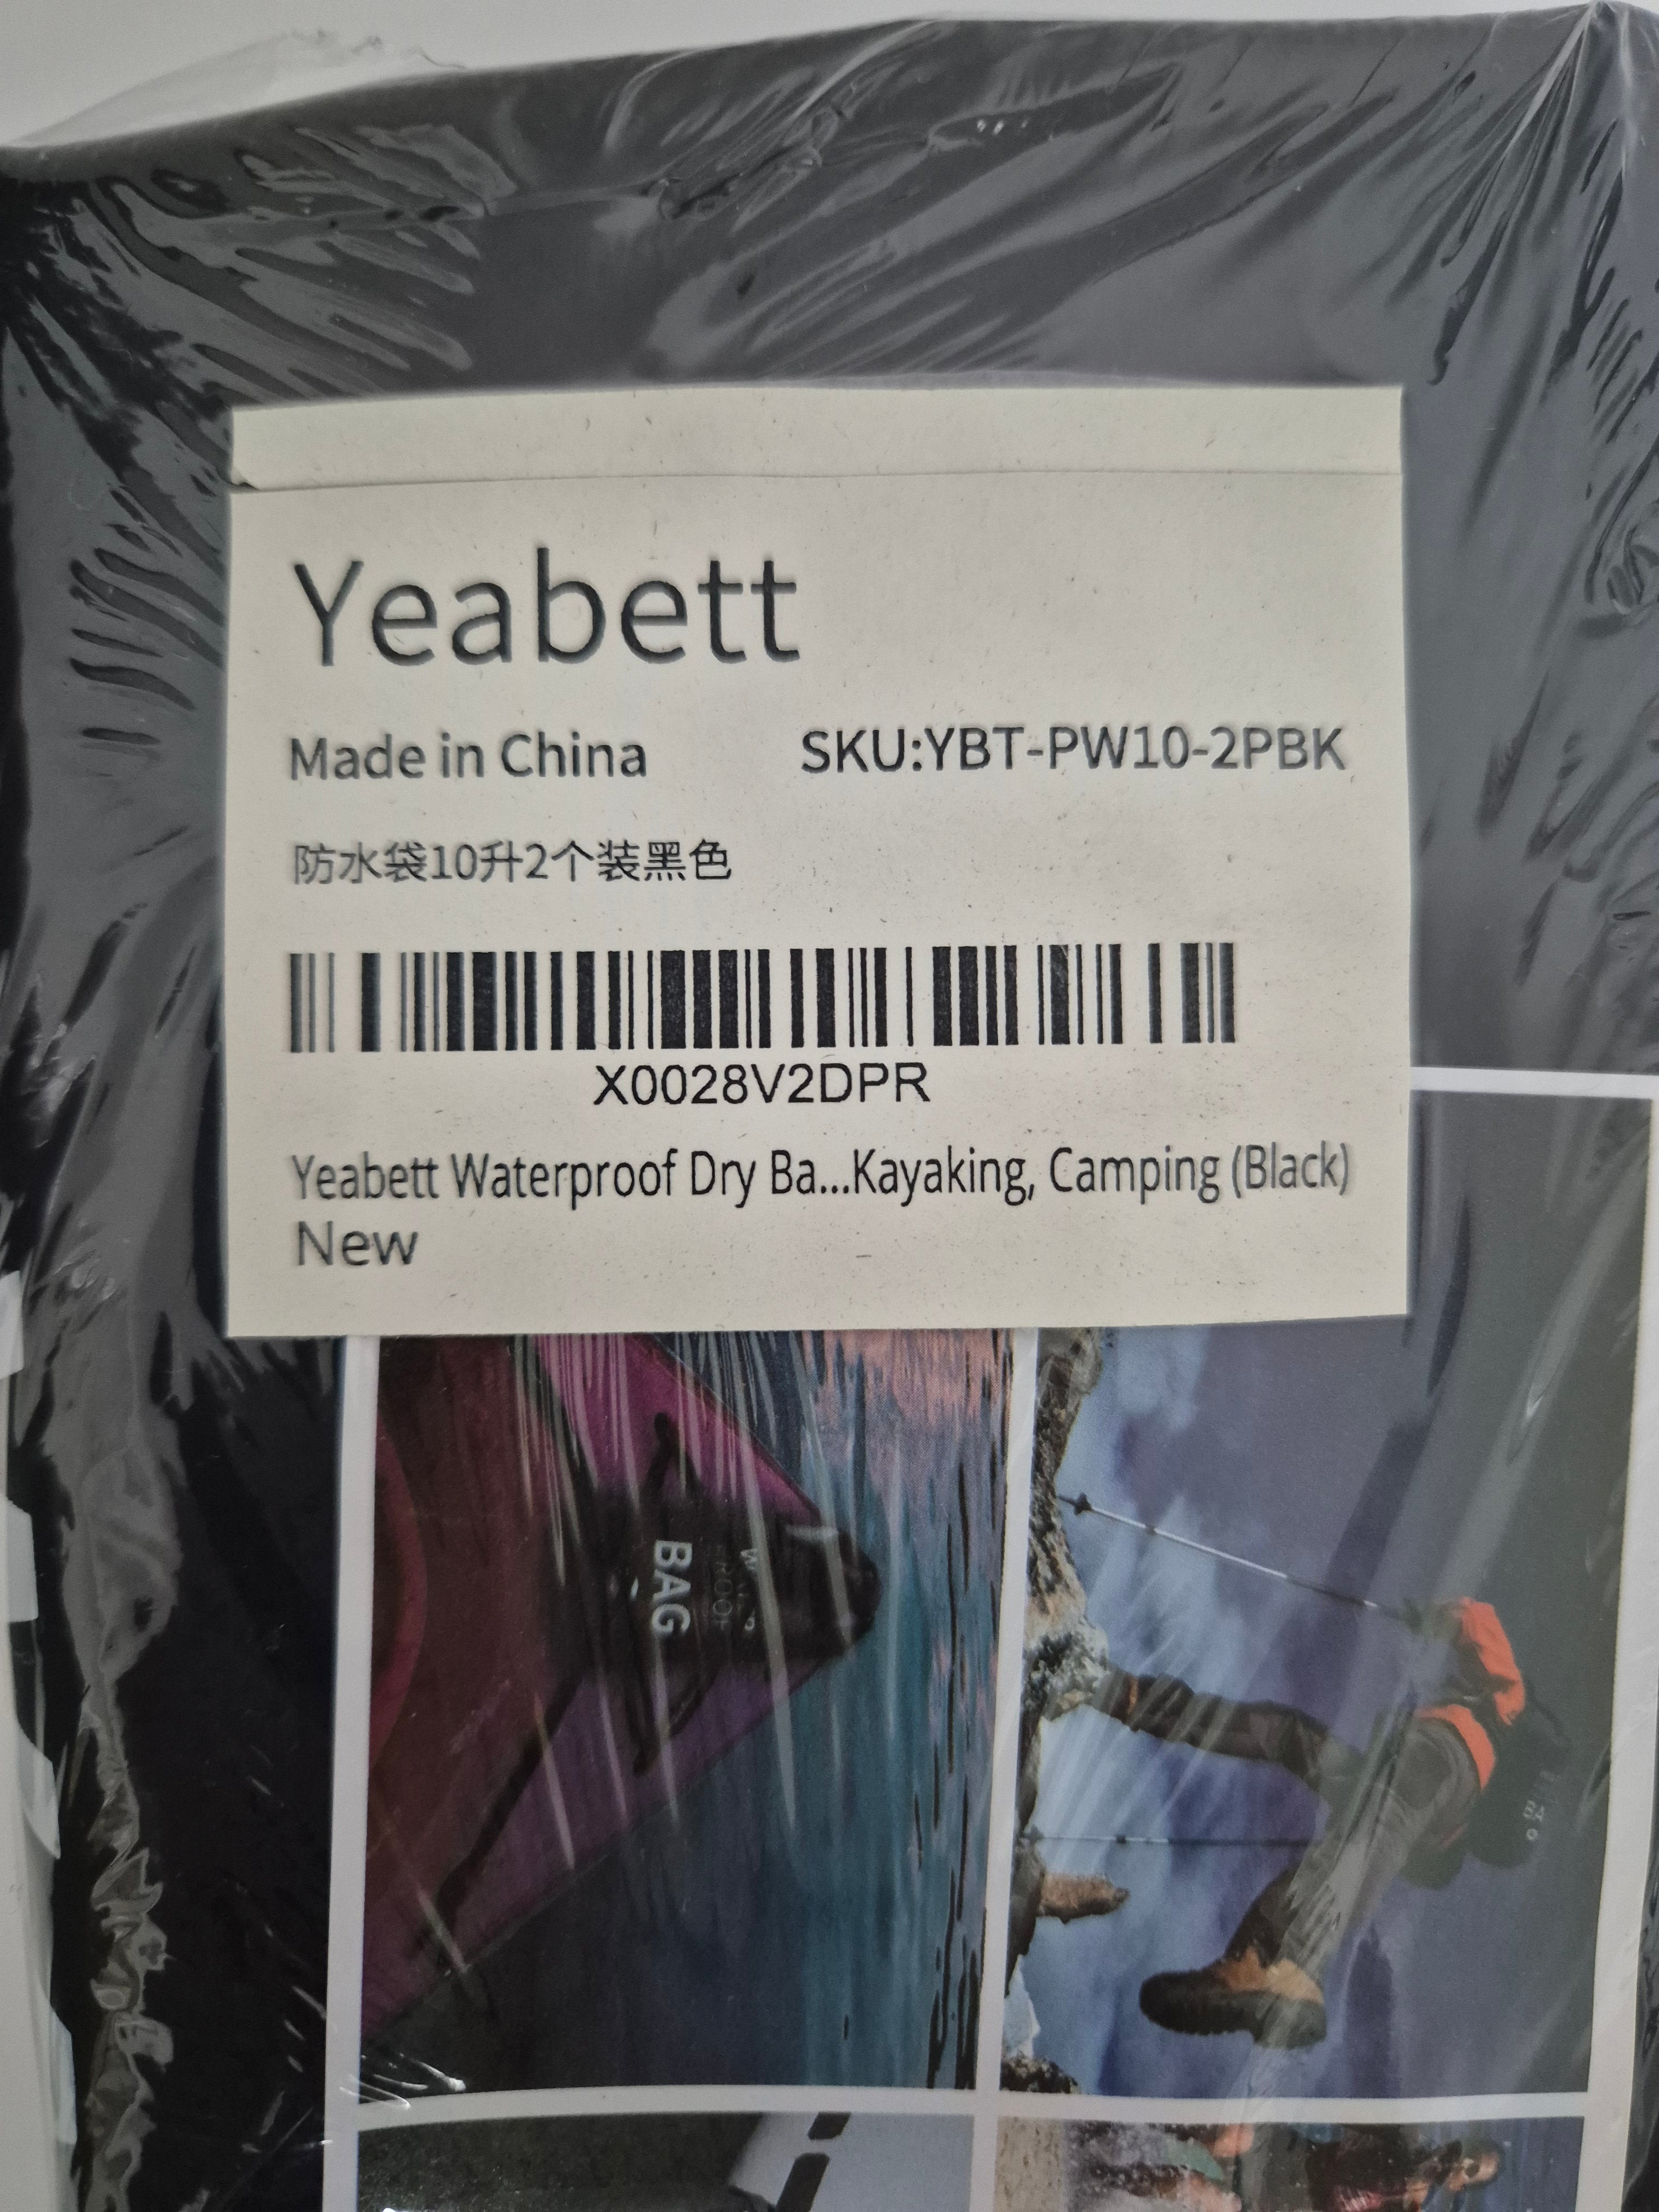 Yeabett
Made in China SKU:YBT-PW10-2PBK
防水袋10升2个装黑色
X0028V2DPR
Yeabett Waterproof Dry Ba...Kayaking, Camping (Black)
New
BAG